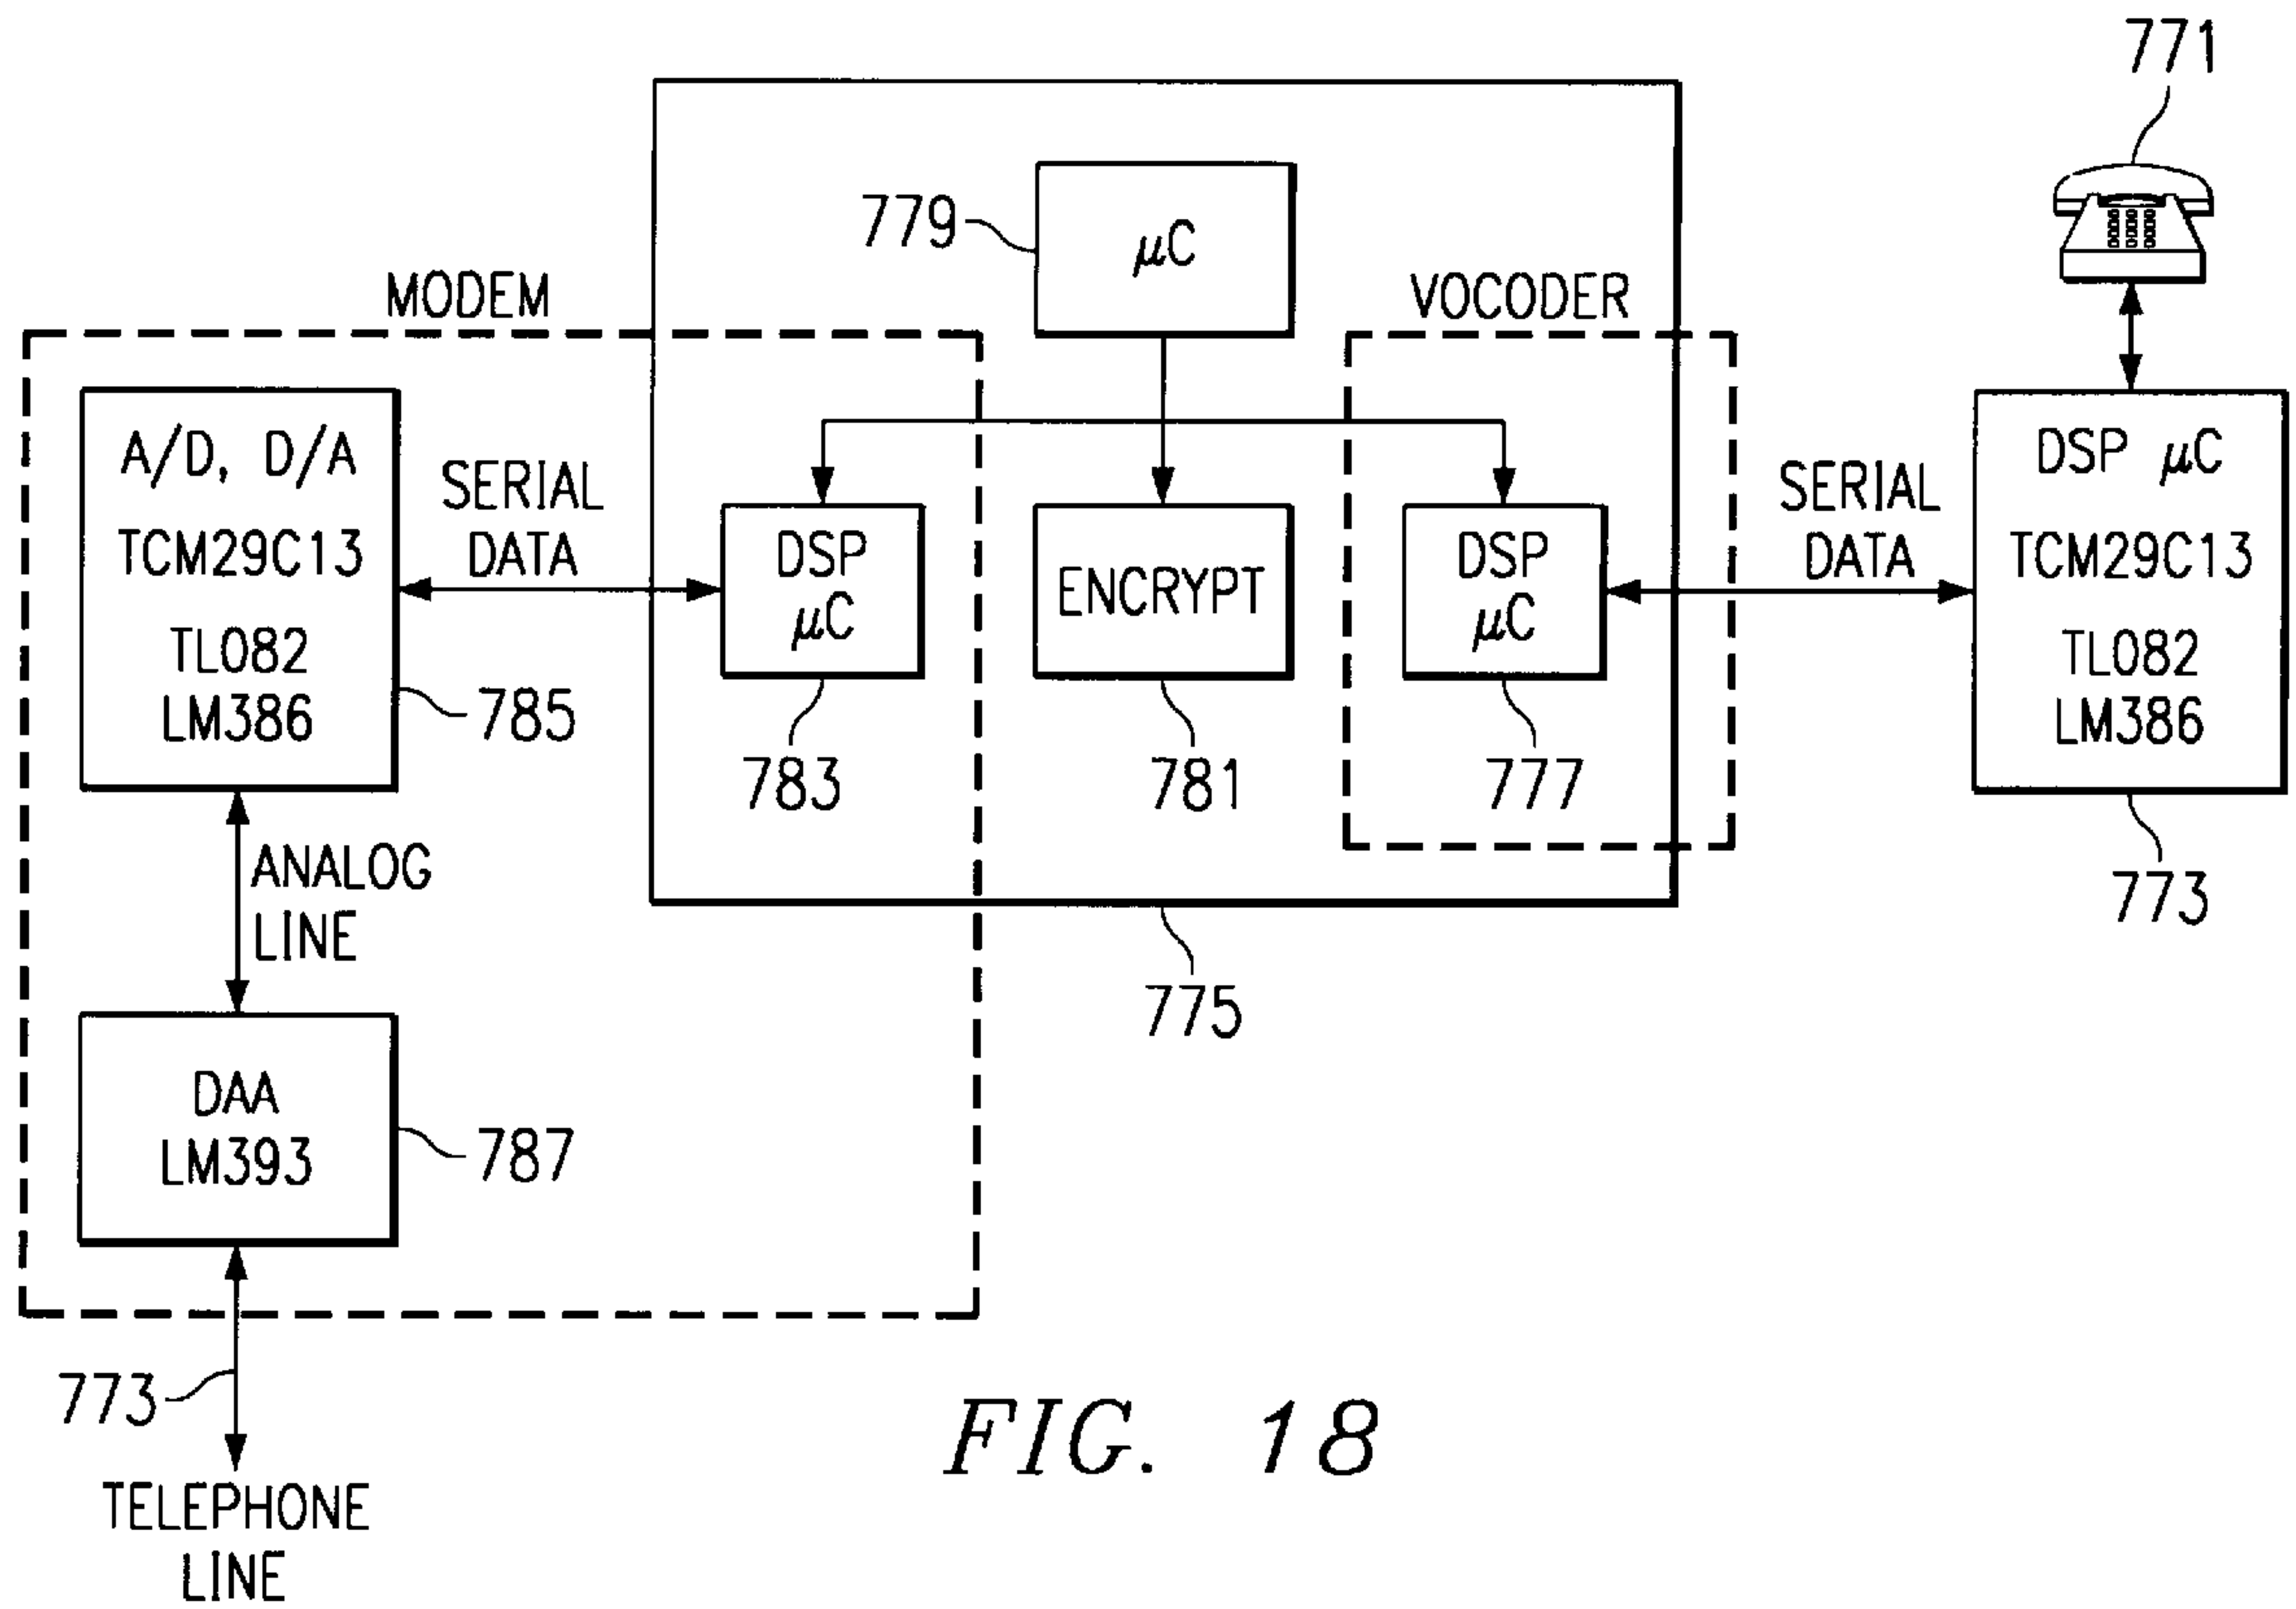 771
779
μC
MODEM
VOCODER
A/D, D/A
TCM29C13
TL082
LM386
785
SERIAL
DATA
DSP
μC
783
ENCRYPT
781
DSP
μC
777
SERIAL
DATA
DSP μC
TCM29C13
TL082
LM386
773
ANALOG
LINE
775
DAA
LM393
787
773
TELEPHONE
LINE
FIG. 18